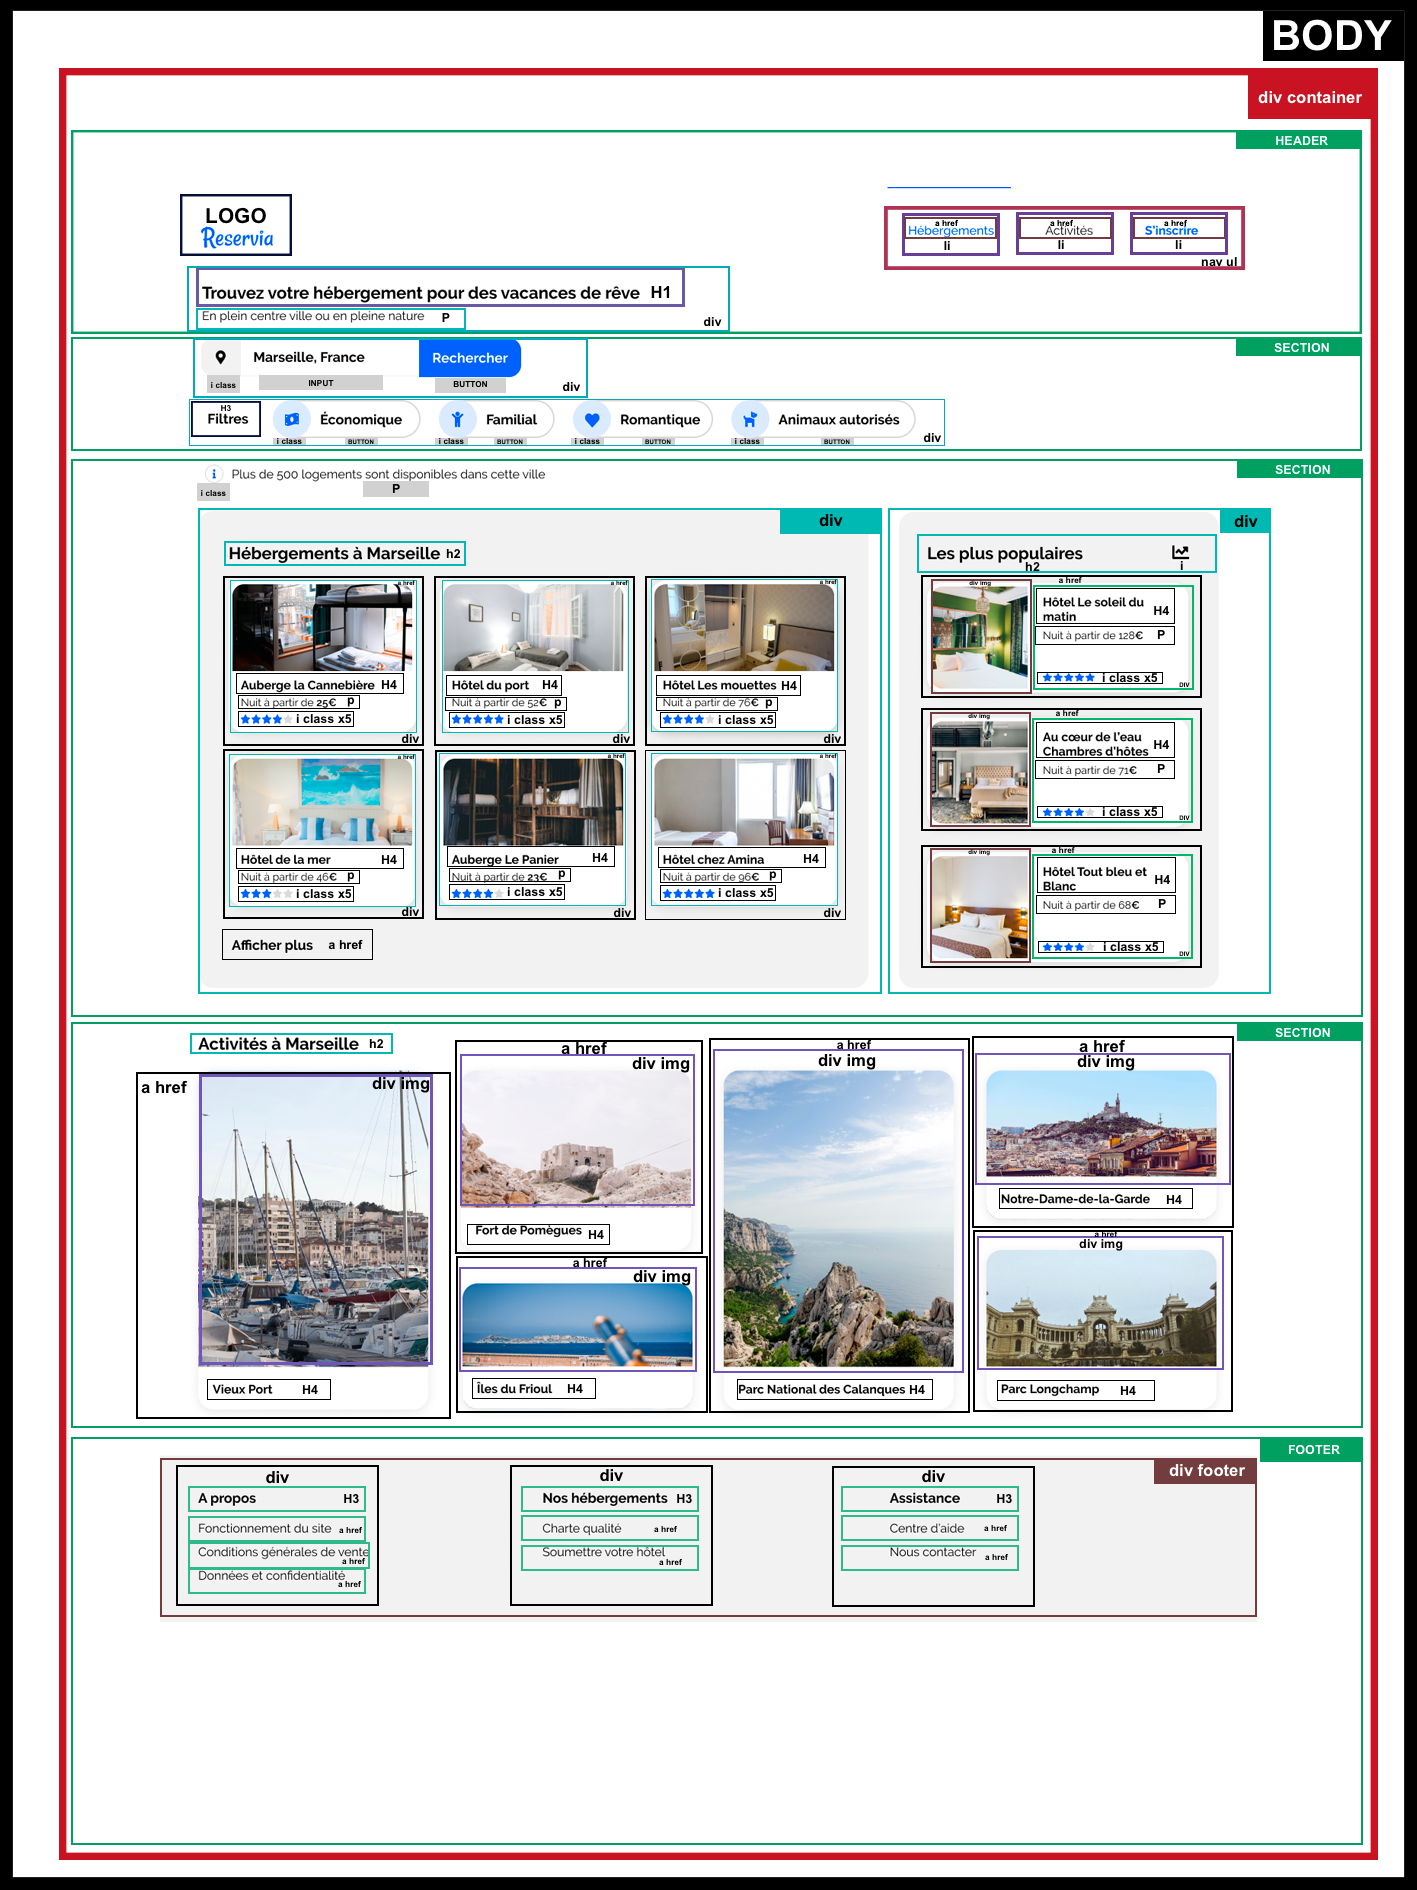 BODY
div container
HEADER
LOGO
Reservia
a href
Hébergements
li
a href
Activités
li
a href
S'inscrire
li
nav ul
Trouvez votre hébergement pour des vacances de rêve H1
En plein centre ville ou en pleine nature P
div
SECTION
Marseille, France
Rechercher
i class
INPUT
BUTTON
div
H3
Filtres
Économique
Familial
Romantique
Animaux autorisés
i class
BUTTON
i class
BUTTON
i class
BUTTON
i class
BUTTON
div
SECTION
Plus de 500 logements sont disponibles dans cette ville
i class
P
div
Hébergements à Marseille h2
a href
Auberge la Cannebière H4
Nuit à partir de 25€ p
i class x5
div
a href
Hôtel du port H4
Nuit à partir de 52€ p
i class x5
div
a href
Hôtel Les mouettes H4
Nuit à partir de 76€ p
i class x5
div
a href
Hôtel de la mer H4
Nuit à partir de 46€ p
i class x5
div
a href
Auberge Le Panier H4
Nuit à partir de 23€ p
i class x5
div
a href
Hôtel chez Amina H4
Nuit à partir de 96€ p
i class x5
div
Afficher plus a href
div
Les plus populaires
h2
i
div img
a href
Hôtel Le soleil du
matin
H4
Nuit à partir de 128€ P
i class x5
DIV
div img
a href
Au cœur de l'eau
Chambres d'hôtes
H4
Nuit à partir de 71€ P
i class x5
DIV
div img
a href
Hôtel Tout bleu et
Blanc
H4
Nuit à partir de 68€ P
i class x5
DIV
SECTION
Activités à Marseille h2
a href
div img
Vieux Port H4
a href
div img
Fort de Pomègues H4
a href
div img
Îles du Frioul H4
a href
div img
Parc National des Calanques H4
a href
div img
Notre-Dame-de-la-Garde H4
a href
div img
Parc Longchamp H4
FOOTER
div footer
div
A propos H3
Fonctionnement du site a href
Conditions générales de vente
a href
Données et confidentialité
a href
div
Nos hébergements H3
Charte qualité a href
Soumettre votre hôtel
a href
div
Assistance H3
Centre d'aide a href
Nous contacter a href